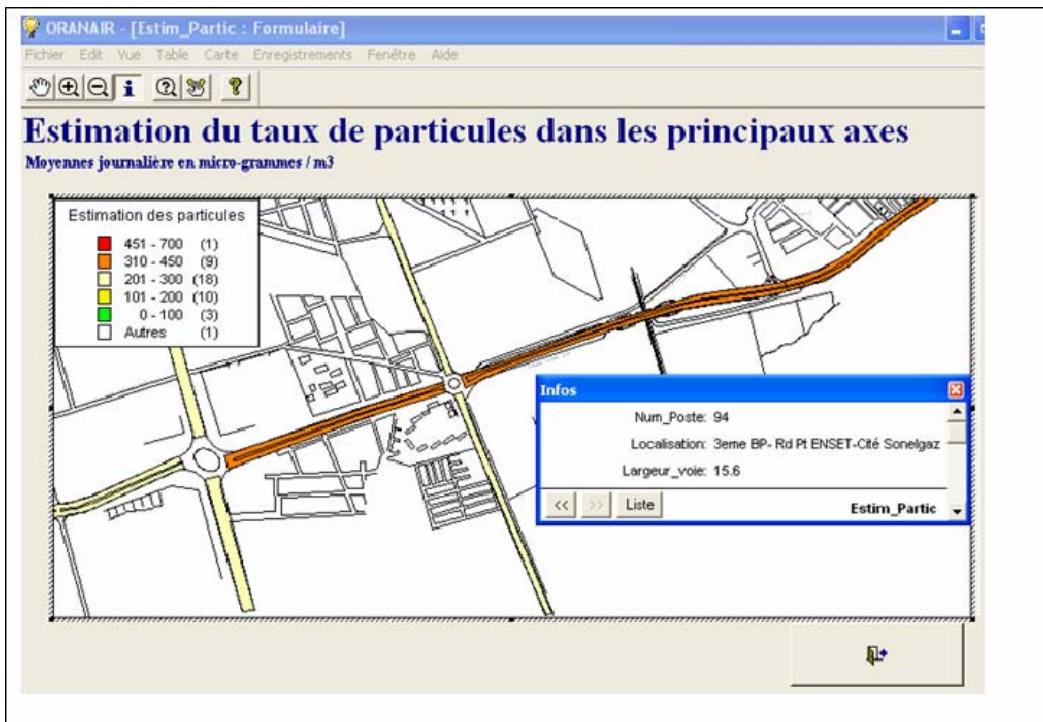 ORANAIR - [Estim_Partic : Formulaire]
Fichier Edit Vue Table Carte Enregistrements Fenêtre Aide
Estimation du taux de particules dans les principaux axes
Moyennes journalière en micro-grammes / m3
Estimation des particules
451 - 700 (1)
310 - 450 (9)
201 - 300 (18)
101 - 200 (10)
0 - 100 (3)
Autres (1)
Infos
Num_Poste: 94
Localisation: 3eme BP- Rd Pt ENSET-Cité Sonelgaz
Largeur_voie: 15.6
<< >> Liste Estim_Partic